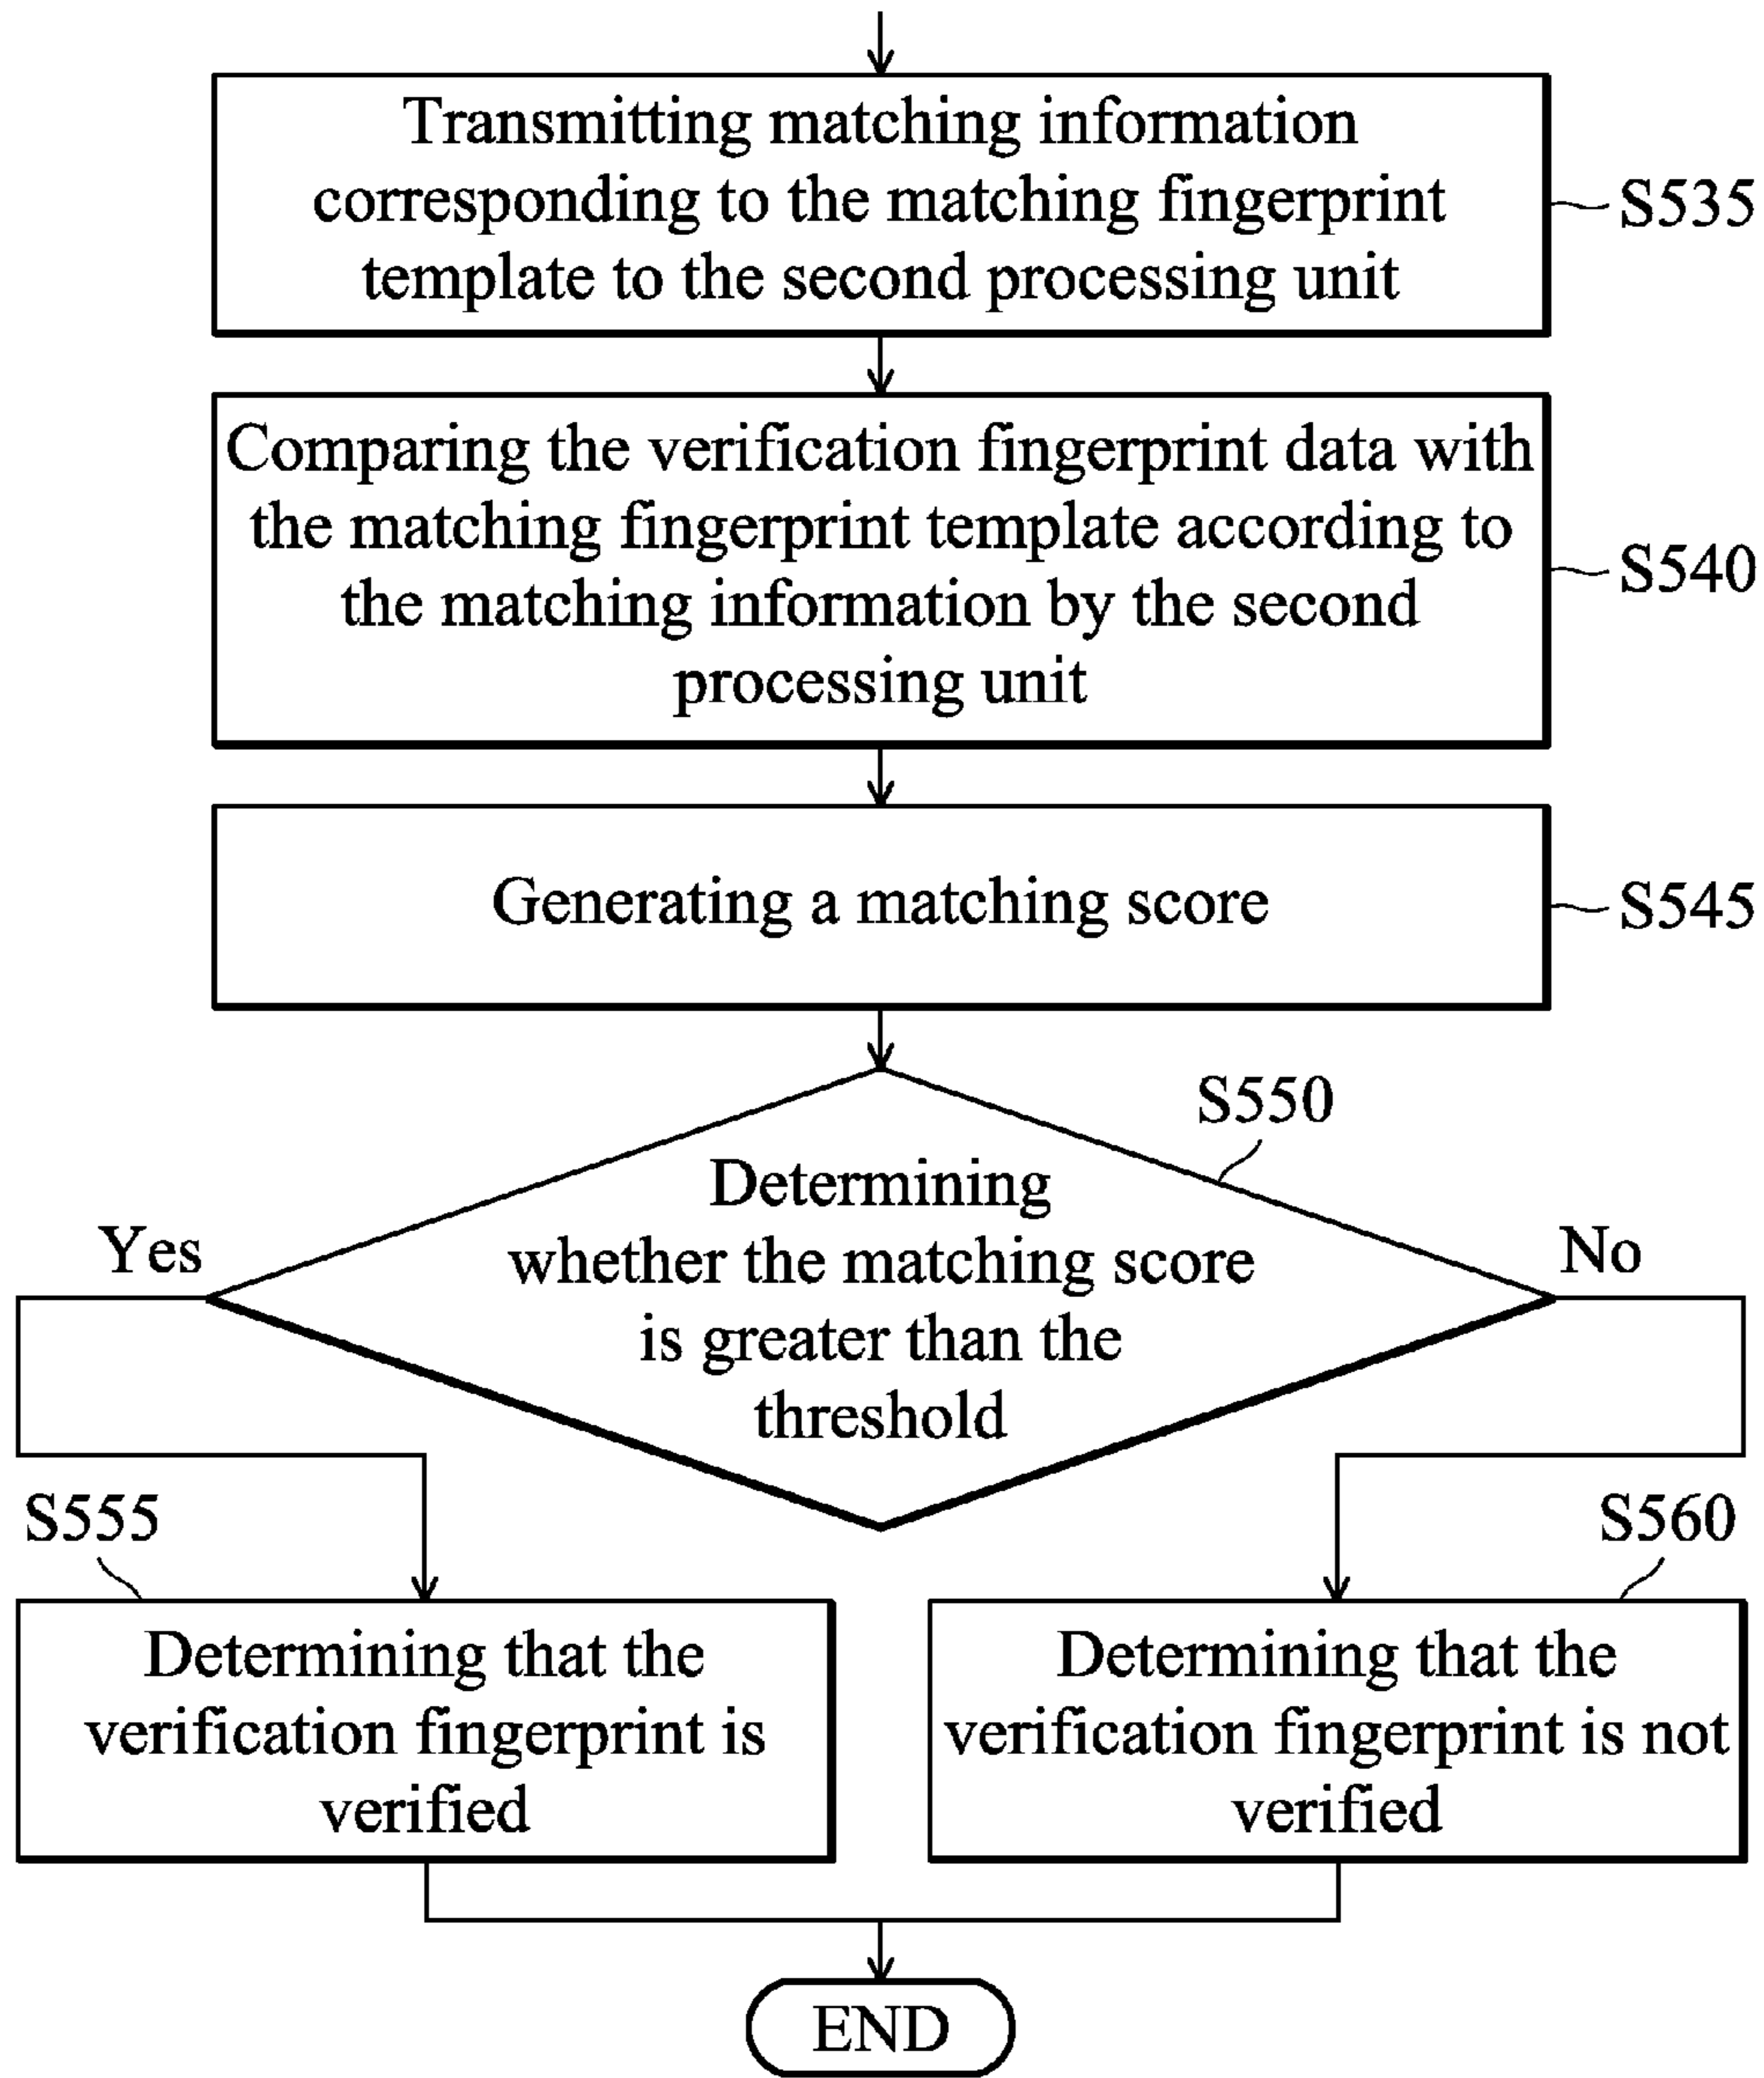 Transmitting matching information
corresponding to the matching fingerprint
template to the second processing unit
S535
Comparing the verification fingerprint data with
the matching fingerprint template according to
the matching information by the second
processing unit
S540
Generating a matching score
S545
S550
Determining
whether the matching score
is greater than the
threshold
Yes
No
S555
Determining that the
verification fingerprint is
verified
S560
Determining that the
verification fingerprint is not
verified
END